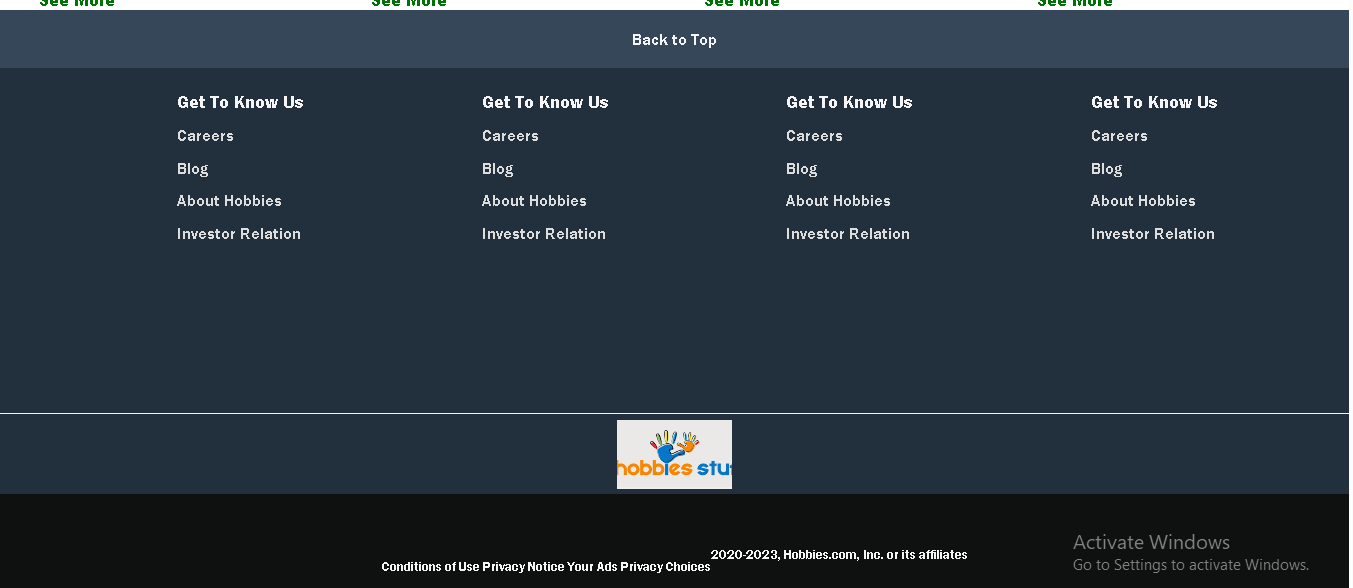 See More See More See More See More
Back to Top
Get To Know Us Get To Know Us Get To Know Us Get To Know Us
Careers Careers Careers Careers
Blog Blog Blog Blog
About Hobbies About Hobbies About Hobbies About Hobbies
Investor Relation Investor Relation Investor Relation Investor Relation
hobbies stu
2020-2023, Hobbies.com, Inc. or its affiliates
Conditions of Use Privacy Notice Your Ads Privacy Choices
Activate Windows
Go to Settings to activate Windows.